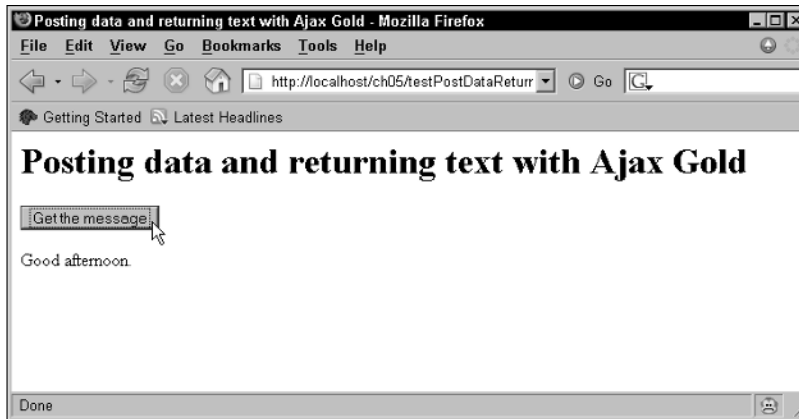 Posting data and returning text with Ajax Gold - Mozilla Firefox
File Edit View Go Bookmarks Tools Help
http://localhost/ch05/testPostDataReturr Go G
Getting Started Latest Headlines
Posting data and returning text with Ajax Gold
Get the message
Good afternoon.
Done